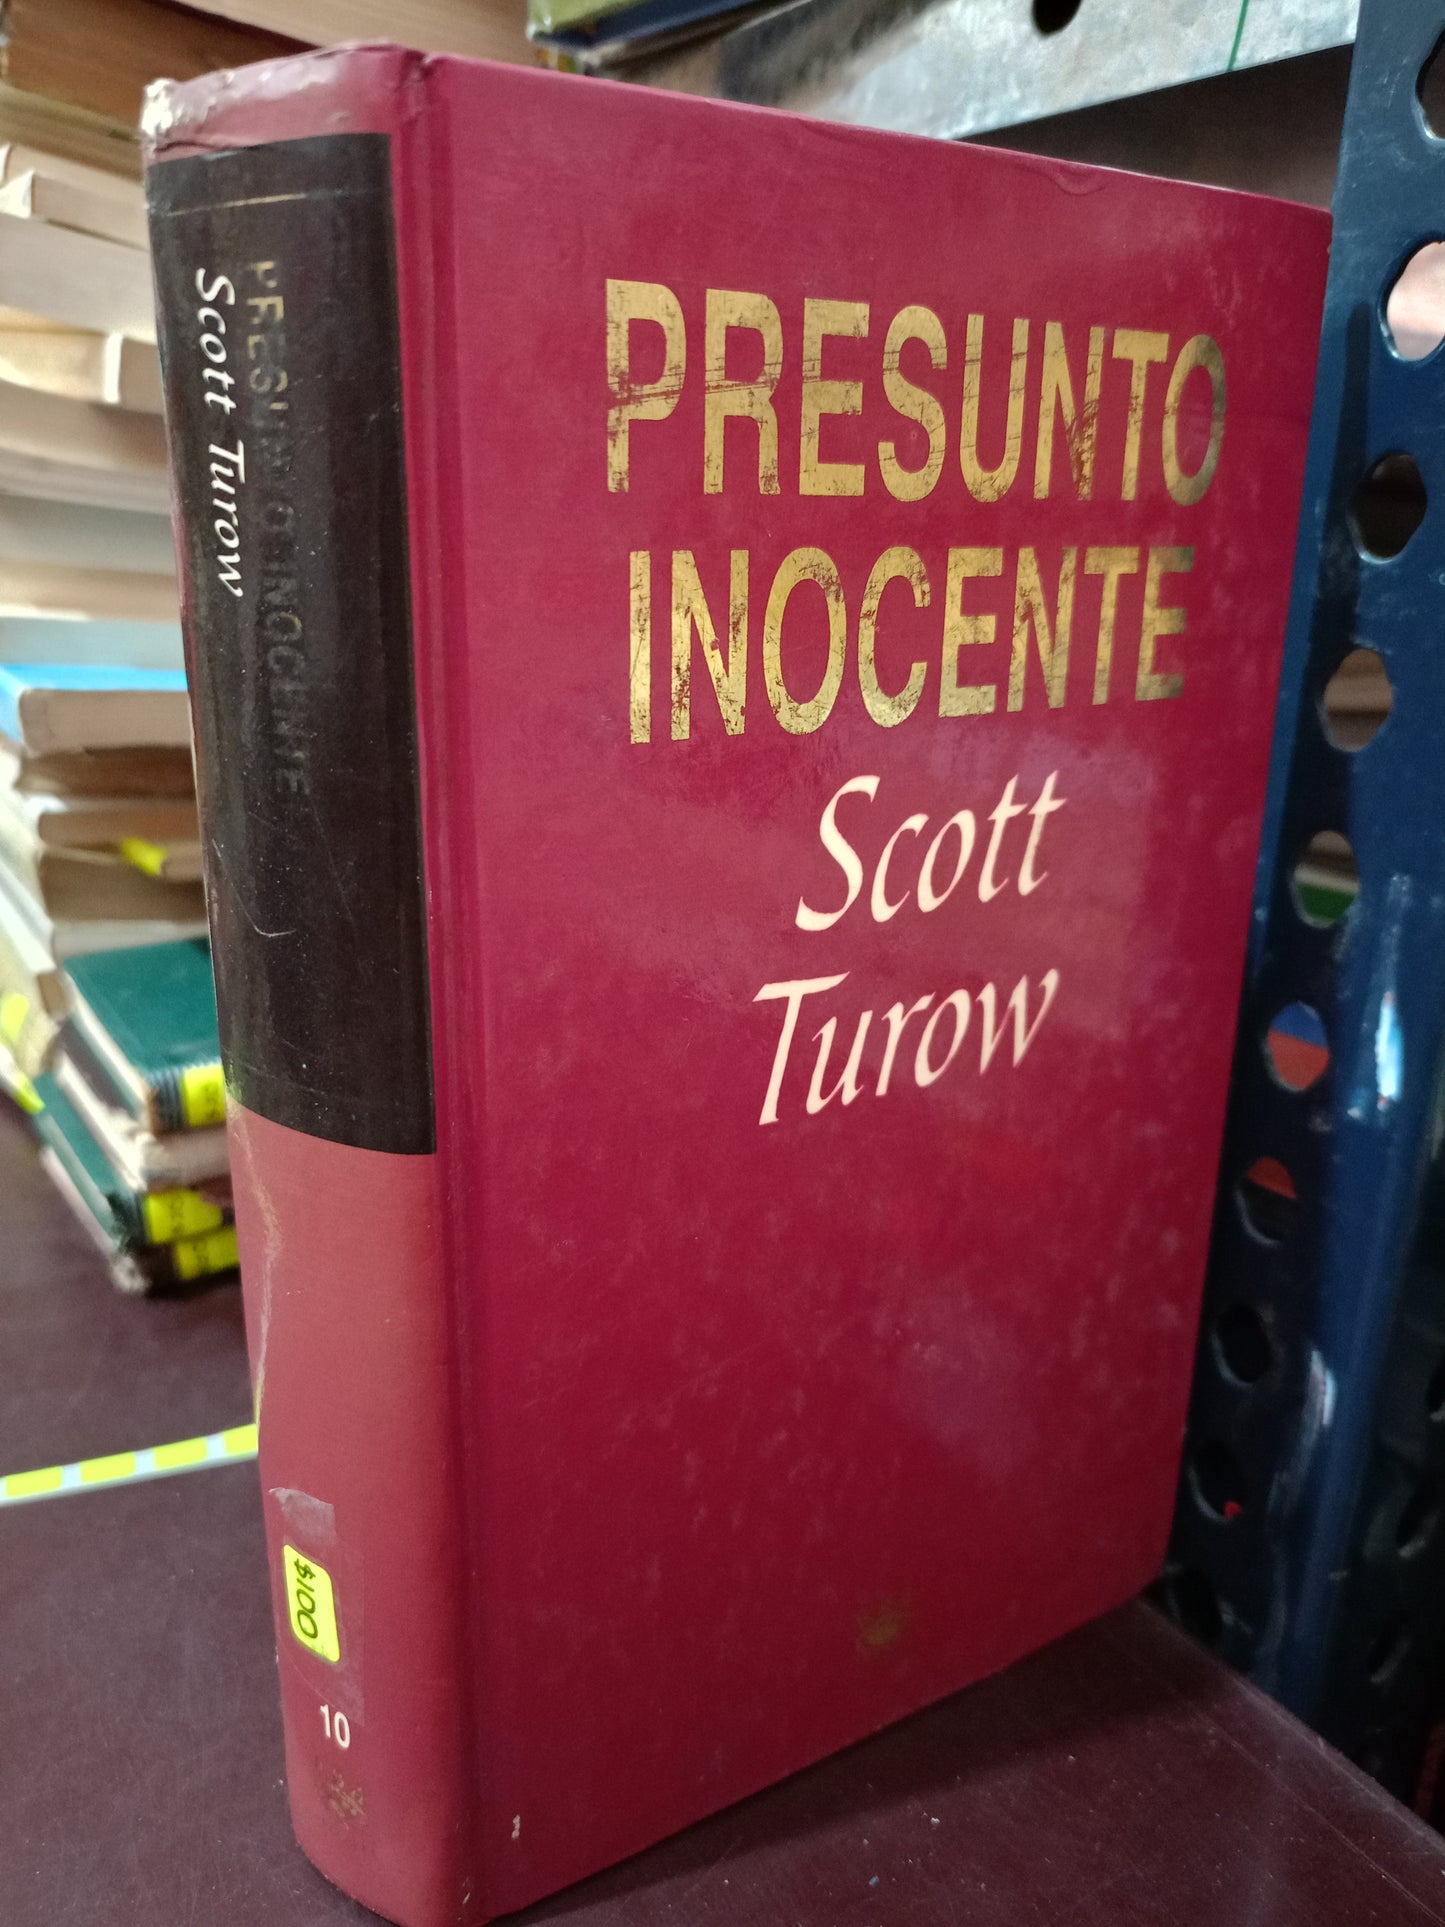 PRESUNTO
INOCENTE
Scott
Turow
PRESUNTO INOCENTE
Scott Turow
$100
10